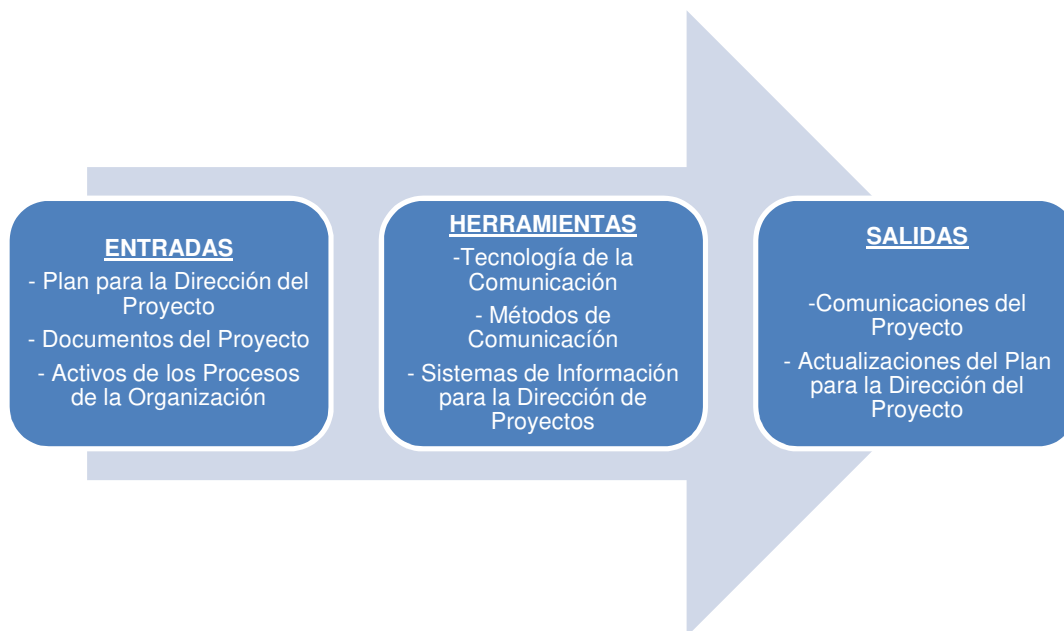 ENTRADAS
- Plan para la Dirección del
Proyecto
- Documentos del Proyecto
- Activos de los Procesos
de la Organización
HERRAMIENTAS
-Tecnología de la
Comunicación
- Métodos de
Comunicacíón
- Sistemas de Información
para la Dirección de
Proyectos
SALIDAS
-Comunicaciones del
Proyecto
- Actualizaciones del Plan
para la Dirección del
Proyecto